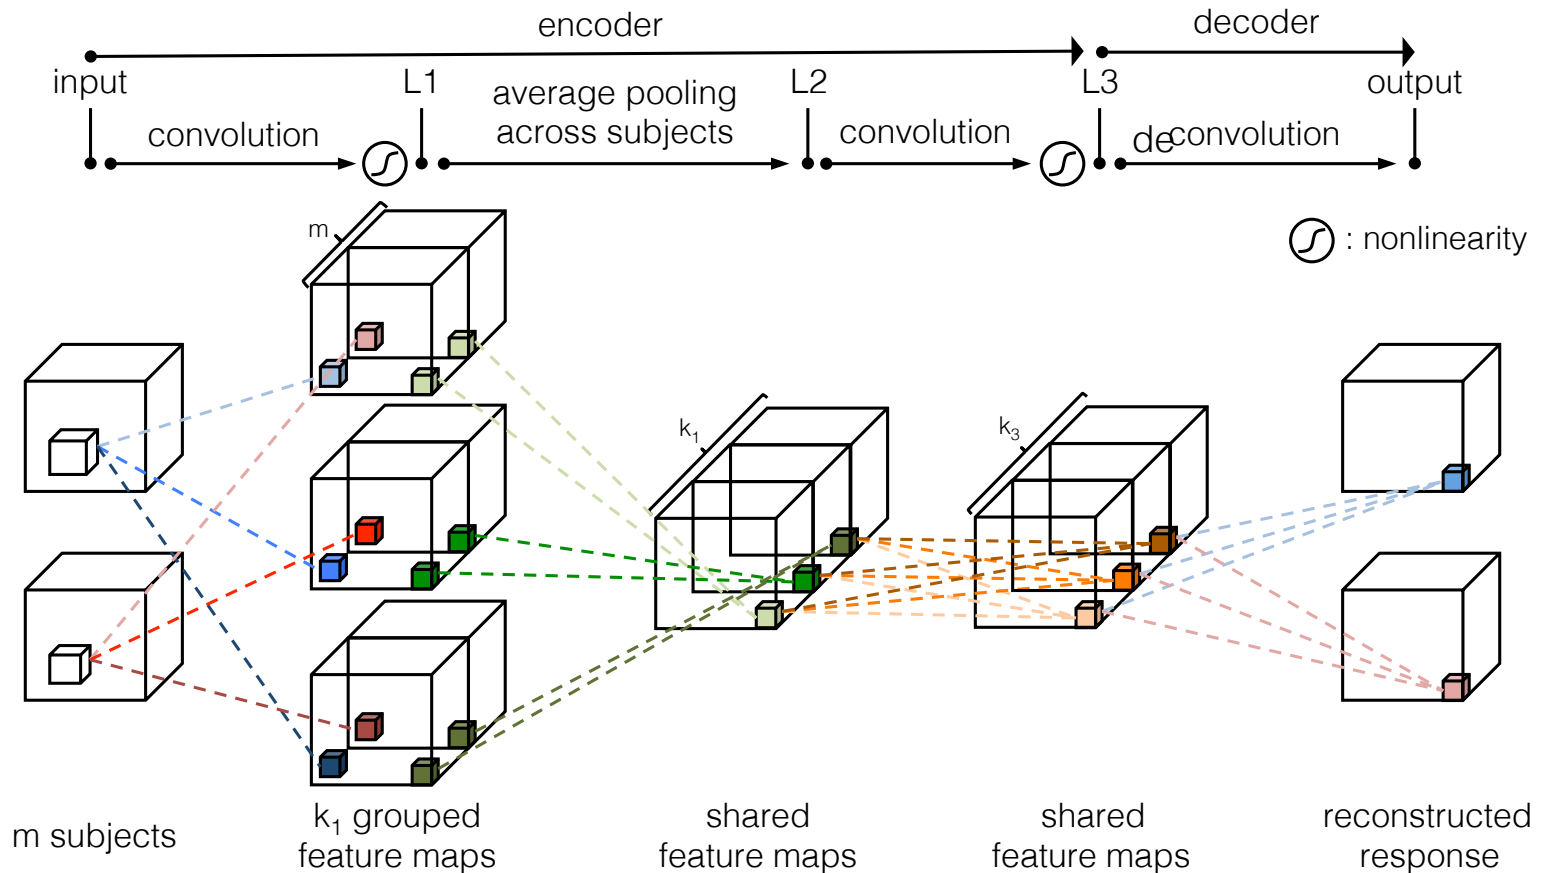 encoder
decoder
input
L1
average pooling
across subjects
L2
L3
output
convolution
convolution
deconvolution
: nonlinearity
m
k₁
k₃
m subjects
k₁ grouped
feature maps
shared
feature maps
shared
feature maps
reconstructed
response